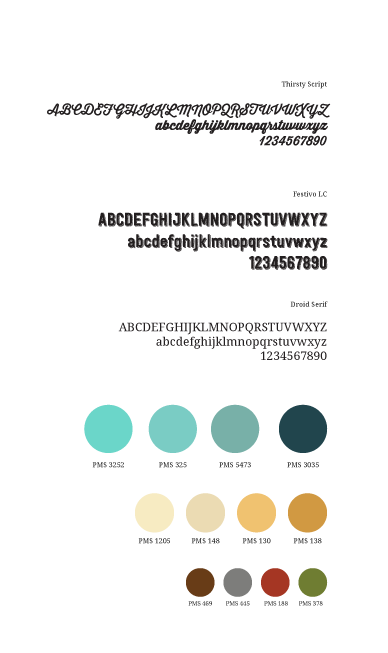 Thirsty Script
ABCDEFGHIJKLMNOPQRSTUVWXYZ
abcdefghijklmnopqrstuvwxyz
1234567890
Festivo LC
ABCDEFGHIJKLMNOPQRSTUVWXYZ
abcdefghijklmnopqrstuvwxyz
1234567890
Droid Serif
ABCDEFGHIJKLMNOPQRSTUVWXYZ
abcdefghijklmnopqrstuvwxyz
1234567890
PMS 3252 PMS 325 PMS 5473 PMS 3035
PMS 1205 PMS 148 PMS 130 PMS 138
PMS 469 PMS 445 PMS 188 PMS 378